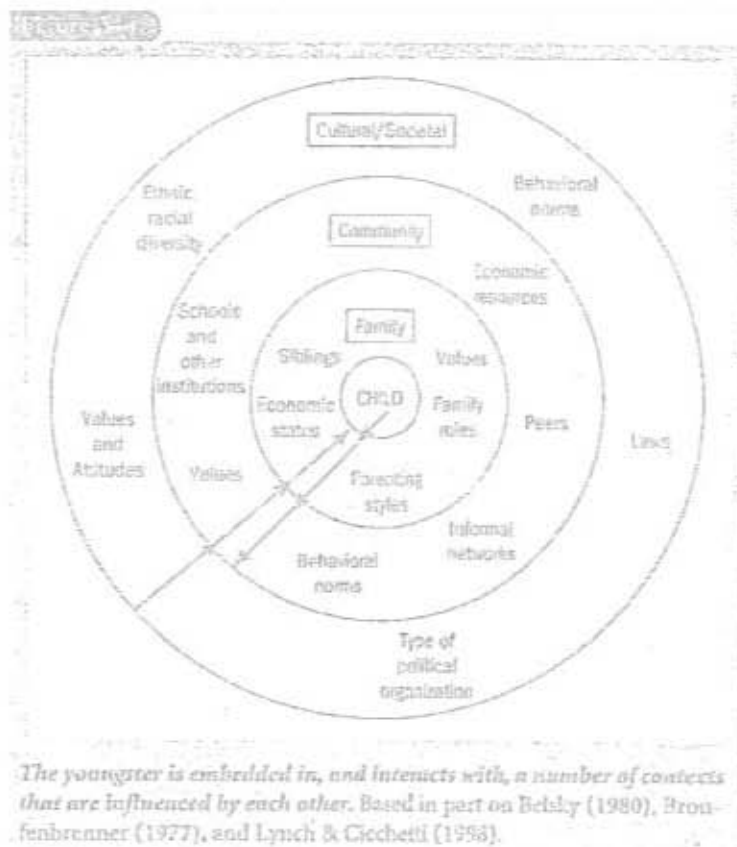 Cultural/Societal
Ethnic
racial
diversity
Behavioral
norms
Community
Schools
and
other
institutions
Economic
resources
Family
Siblings
Values
CHILD
Economic
status
Family
roles
Values
and
Attitudes
Values
Parenting
styles
Peers
Laws
Behavioral
norms
Informal
networks
Type of
political
organization
The youngster is embedded in, and interacts with, a number of contexts
that are influenced by each other. Based in part on Belsky (1980), Bron-
fenbrenner (1977), and Lynch & Cicchetti (1998).